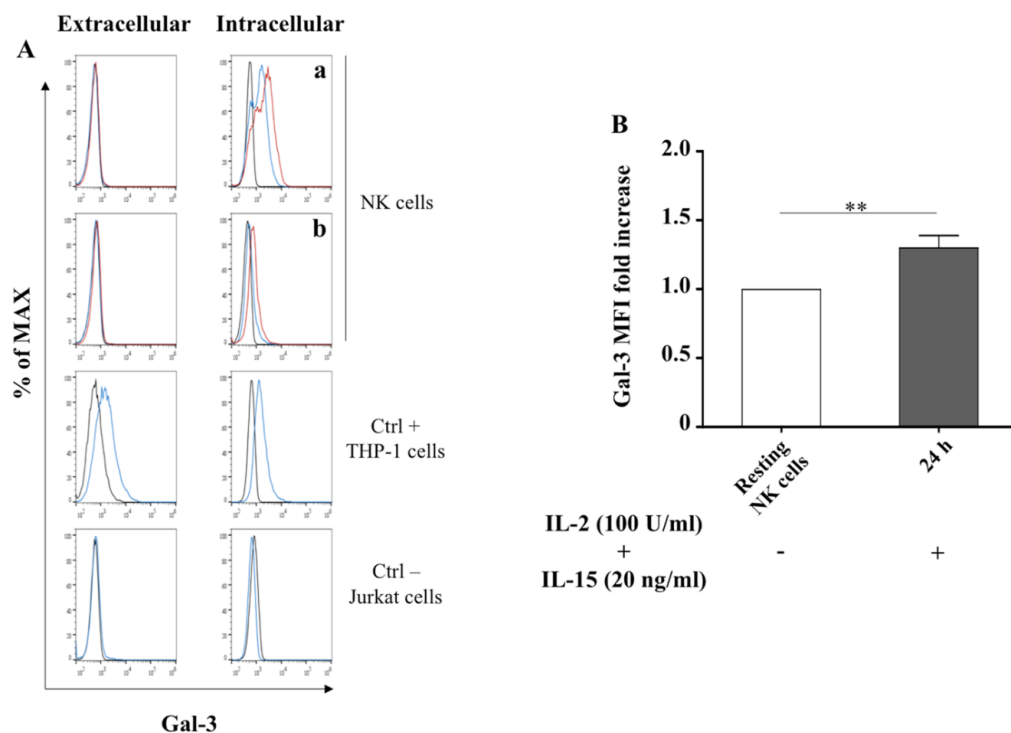 Extracellular Intracellular
A
a
b
NK cells
Ctrl +
THP-1 cells
Ctrl –
Jurkat cells
% of MAX
Gal-3
B
Gal-3 MFI fold increase
2.0
1.5
1.0
0.5
0
**
Resting
NK cells
24 h
IL-2 (100 U/ml)
+
IL-15 (20 ng/ml)
- +